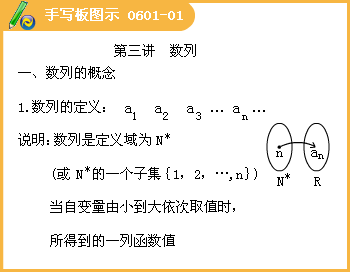 手写板图示 0601-01
第三讲 数列
一、数列的概念
1.数列的定义: a₁ a₂ a₃ … aₙ …
说明:数列是定义域为N*
(或N*的一个子集{1，2，…,n})
当自变量由小到大依次取值时，
所得到的一列函数值
n aₙ
N* R